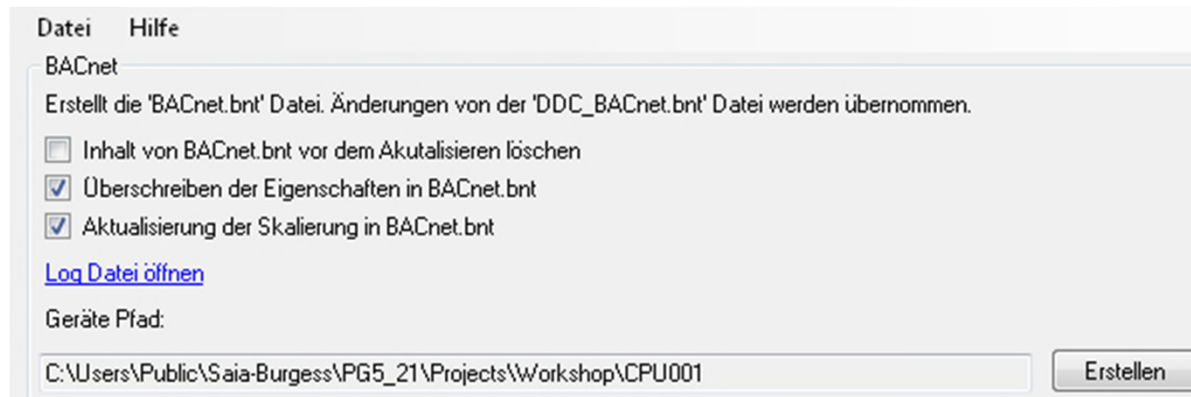 Datei Hilfe
BACnet
Erstellt die 'BACnet.bnt' Datei. Änderungen von der 'DDC_BACnet.bnt' Datei werden übernommen.
Inhalt von BACnet.bnt vor dem Akutalisieren löschen
Überschreiben der Eigenschaften in BACnet.bnt
Aktualisierung der Skalierung in BACnet.bnt
Log Datei öffnen
Geräte Pfad:
C:\Users\Public\Saia-Burgess\PG5_21\Projects\Workshop\CPU001 Erstellen